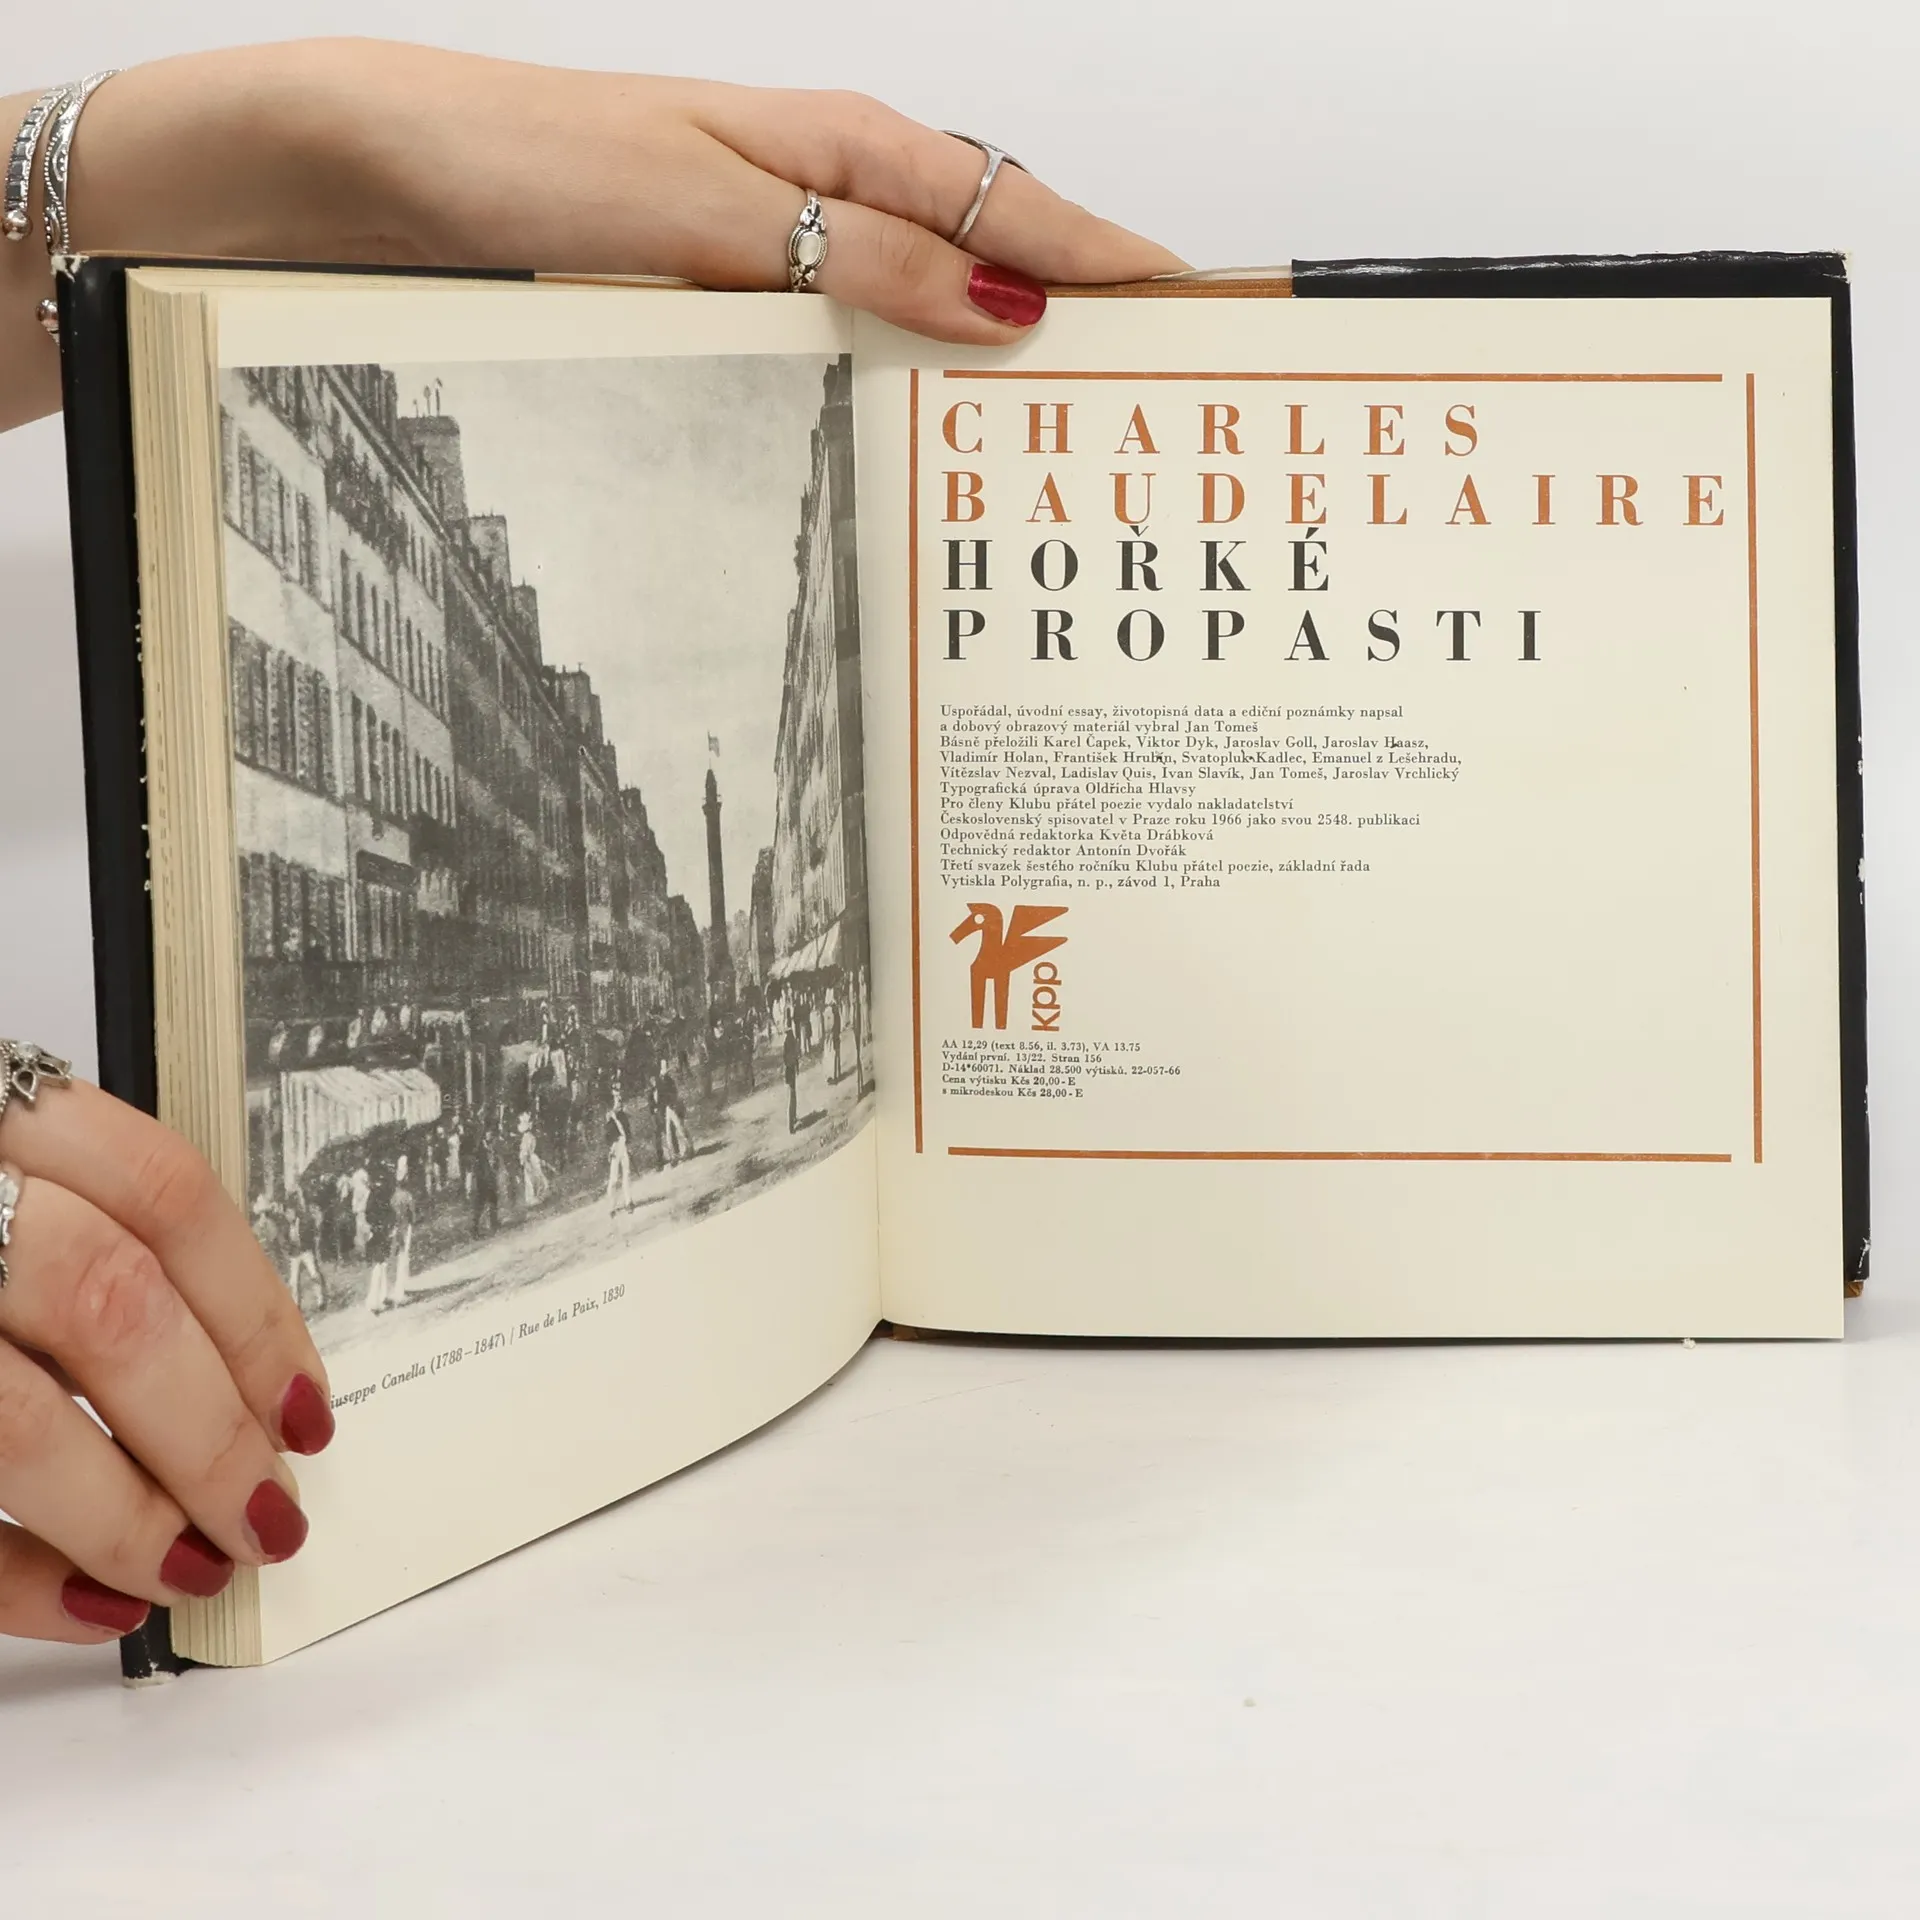 iuseppe Canella (1788–1847) / Rue de la Paix, 1830
CHARLES
BAUDELAIRE
HOŘKÉ
PROPASTI
Uspořádal, úvodní essay, životopisná data a ediční poznámky napsal
a dobový obrazový materiál vybral Jan Tomeš
Básně přeložili Karel Čapek, Viktor Dyk, Jaroslav Goll, Jaroslav Haasz,
Vladimír Holan, František Hrubín, Svatopluk Kadlec, Emanuel z Lešehradu,
Vítězslav Nezval, Ladislav Quis, Ivan Slavík, Jan Tomeš, Jaroslav Vrchlický
Typografická úprava Oldřicha Hlavsy
Pro členy Klubu přátel poezie vydalo nakladatelství
Československý spisovatel v Praze roku 1966 jako svou 2548. publikaci
Odpovědná redaktorka Květa Drábková
Technický redaktor Antonín Dvořák
Třetí svazek šestého ročníku Klubu přátel poezie, základní řada
Vytiskla Polygrafia, n. p., závod 1, Praha
kpp
AA 12,29 (text 8.56, il. 3.73), VA 13.75
Vydání první. 13/22. Stran 156
D-14*60071. Náklad 28.500 výtisků. 22-057-66
Cena výtisku Kčs 20,00-E
s mikrodeskou Kčs 28,00-E